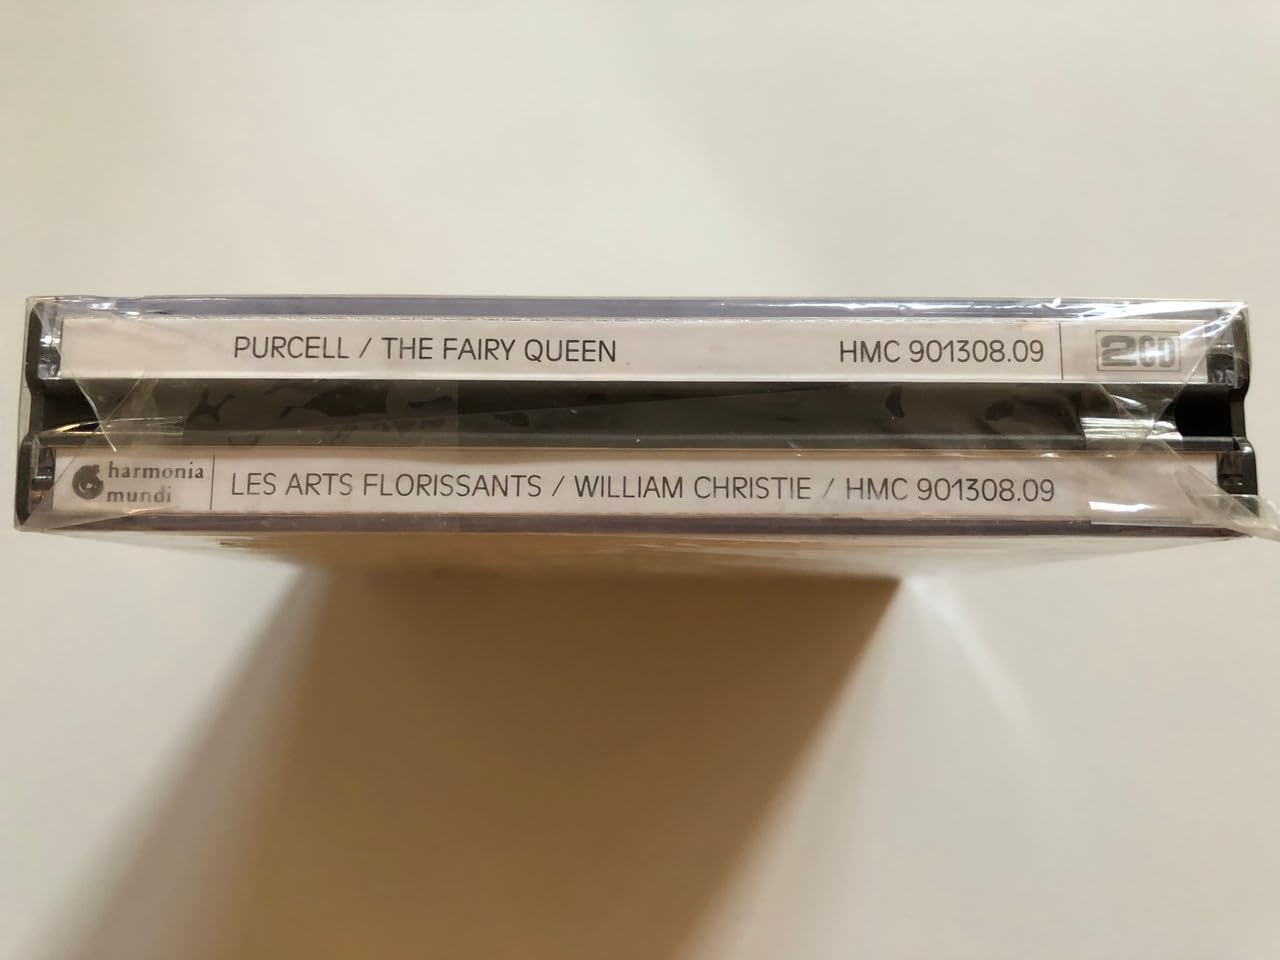 PURCELL / THE FAIRY QUEEN HMC 901308.09 2CD
harmonia
mundi
LES ARTS FLORISSANTS / WILLIAM CHRISTIE / HMC 901308.09